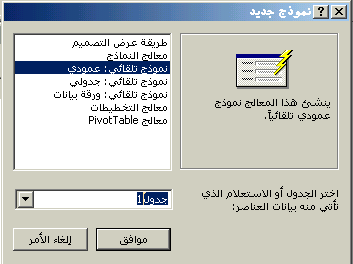 نموذج جديد
طريقة عرض التصميم
معالج النماذج
نموذج تلقائي: عمودي
نموذج تلقائي: جدولي
نموذج تلقائي: ورقة بيانات
معالج التخطيطات
معالج PivotTable
ينشئ هذا المعالج نموذج
عمودي تلقائياً.
اختر الجدول أو الاستعلام الذي
تأتي منه بيانات العناصر:
جدول1
موافق
إلغاء الأمر